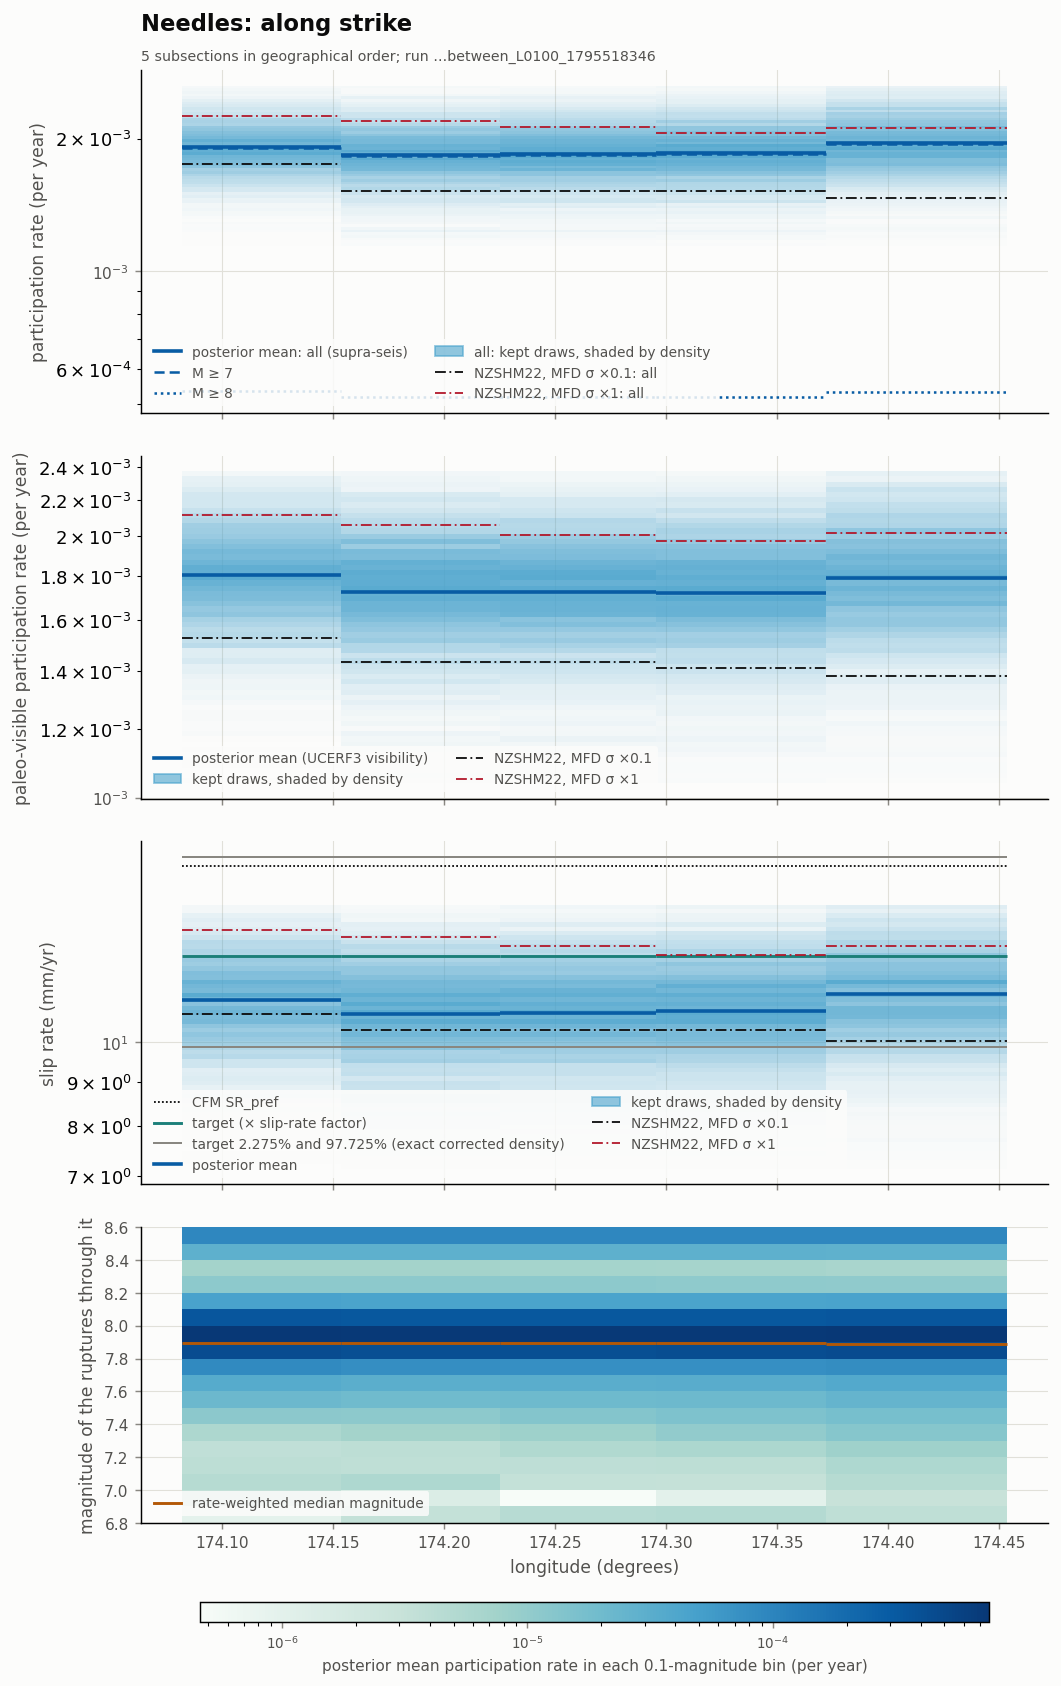 Needles: along strike
5 subsections in geographical order; run ...between_L0100_1795518346
participation rate (per year)
2 × 10⁻³
10⁻³
6 × 10⁻⁴
posterior mean: all (supra-seis)
M ≥ 7
M ≥ 8
all: kept draws, shaded by density
NZSHM22, MFD σ ×0.1: all
NZSHM22, MFD σ ×1: all
paleo-visible participation rate (per year)
2.4 × 10⁻³
2.2 × 10⁻³
2 × 10⁻³
1.8 × 10⁻³
1.6 × 10⁻³
1.4 × 10⁻³
1.2 × 10⁻³
10⁻³
posterior mean (UCERF3 visibility)
kept draws, shaded by density
NZSHM22, MFD σ ×0.1
NZSHM22, MFD σ ×1
slip rate (mm/yr)
10¹
9 × 10⁰
8 × 10⁰
7 × 10⁰
CFM SR_pref
target (× slip-rate factor)
target 2.275% and 97.725% (exact corrected density)
posterior mean
kept draws, shaded by density
NZSHM22, MFD σ ×0.1
NZSHM22, MFD σ ×1
magnitude of the ruptures through it
8.6
8.4
8.2
8.0
7.8
7.6
7.4
7.2
7.0
6.8
rate-weighted median magnitude
174.10 174.15 174.20 174.25 174.30 174.35 174.40 174.45
longitude (degrees)
10⁻⁶ 10⁻⁵ 10⁻⁴
posterior mean participation rate in each 0.1-magnitude bin (per year)